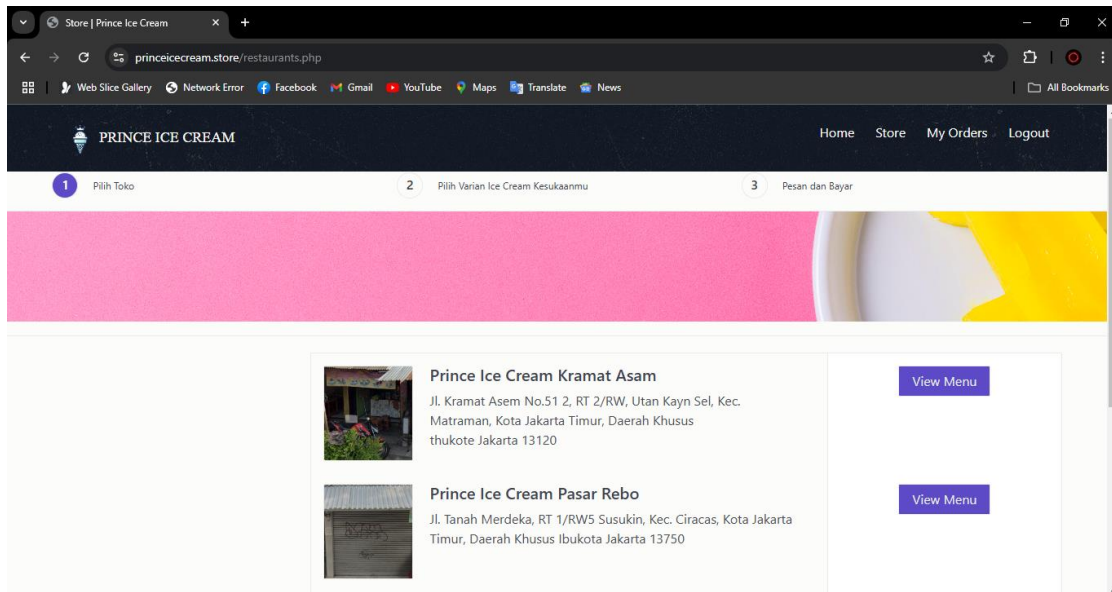 Store | Prince Ice Cream
princeicecream.store/restaurants.php
Web Slice Gallery Network Error Facebook Gmail YouTube Maps Translate News All Bookmarks
PRINCE ICE CREAM Home Store My Orders Logout
1 Pilih Toko 2 Pilih Varian Ice Cream Kesukaanmu 3 Pesan dan Bayar
Prince Ice Cream Kramat Asam View Menu
Jl. Kramat Asem No.51 2, RT 2/RW, Utan Kayn Sel, Kec.
Matraman, Kota Jakarta Timur, Daerah Khusus
thukote Jakarta 13120
Prince Ice Cream Pasar Rebo View Menu
Jl. Tanah Merdeka, RT 1/RW5 Susukin, Kec. Ciracas, Kota Jakarta
Timur, Daerah Khusus Ibukota Jakarta 13750